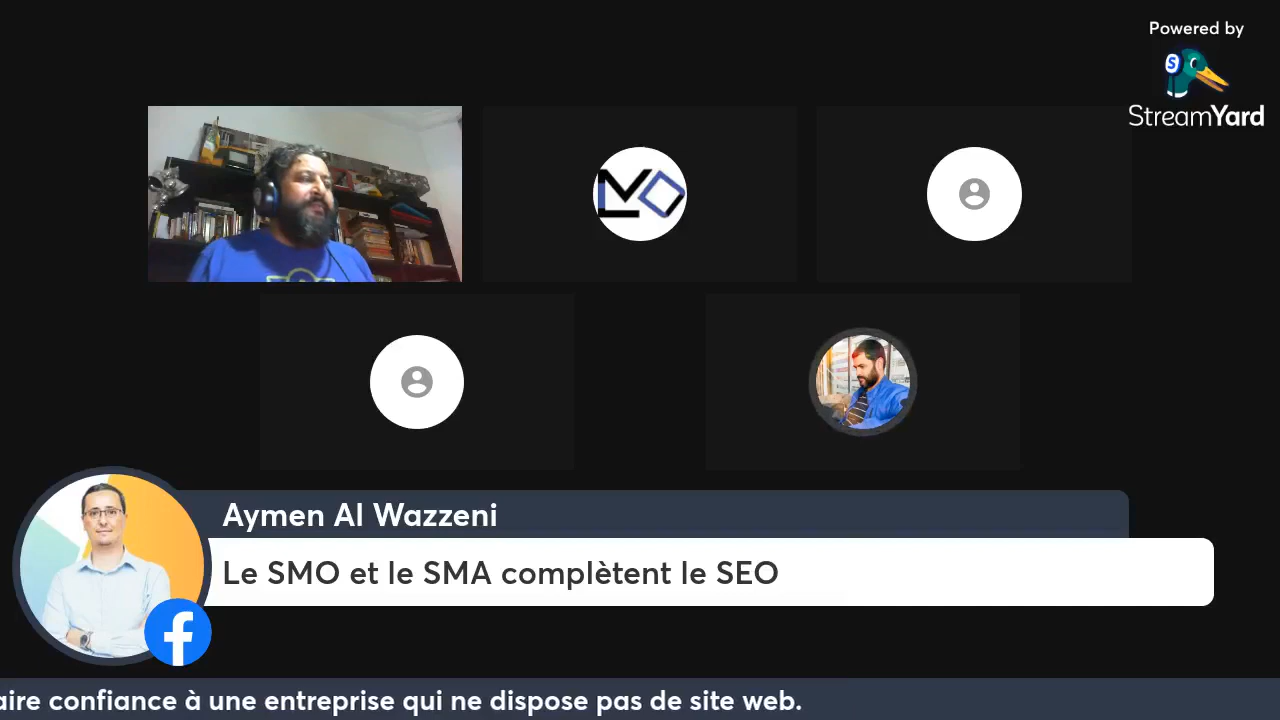 Powered by
S
StreamYard
Aymen Al Wazzeni
Le SMO et le SMA complètent le SEO
aire confiance à une entreprise qui ne dispose pas de site web.